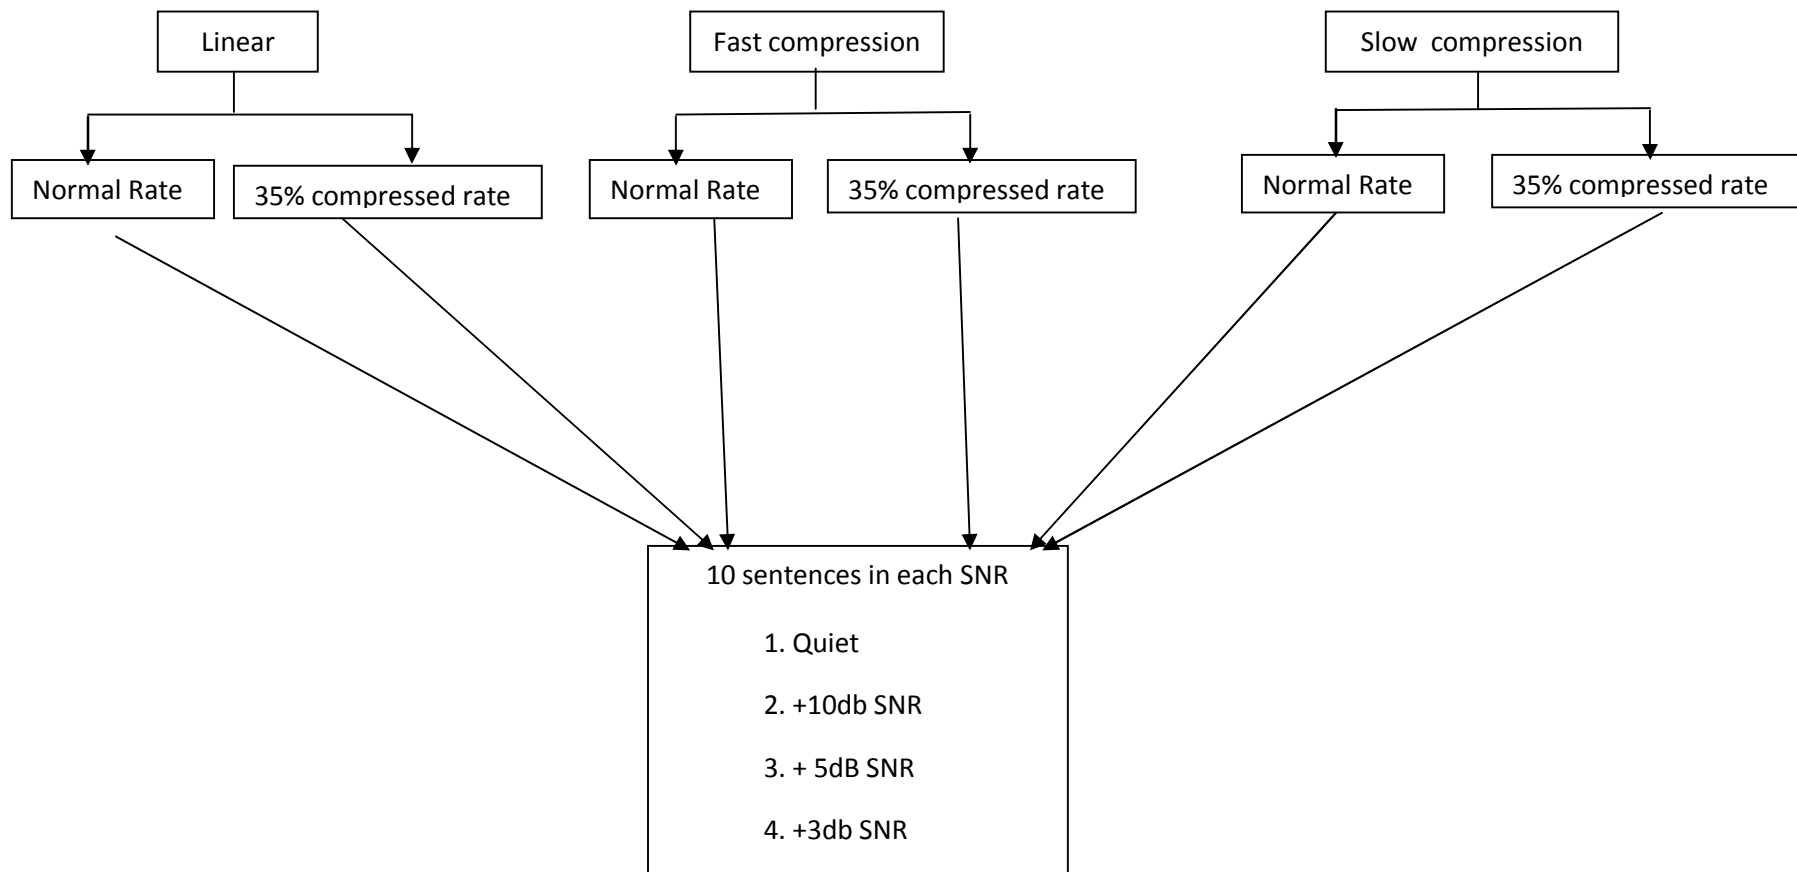 Linear
Fast compression
Slow compression
Normal Rate
35% compressed rate
Normal Rate
35% compressed rate
Normal Rate
35% compressed rate
10 sentences in each SNR
1. Quiet
2. +10db SNR
3. + 5dB SNR
4. +3db SNR